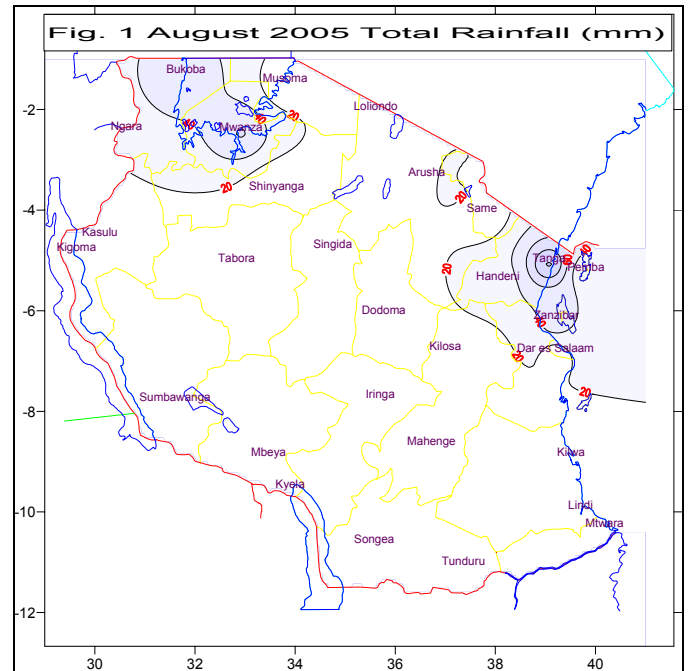 Fig. 1 August 2005 Total Rainfall (mm)
Bukoba
Musoma
-2
Loliondo
20
Ngara
Mwanza
Arusha
Shinyanga
20
20
-4
Same
Kasulu
Kigoma
Singida
Tabora
Tanga
Pemba
20
Handeni
-6
Dodoma
Zanzibar
Kilosa
Dar es Salaam
20
Sumbawanga
Iringa
-8
Mbeya
Mahenge
Kilwa
Kyela
-10
Lindi
Mtwara
Songea
Tunduru
-12
30
32
34
36
38
40